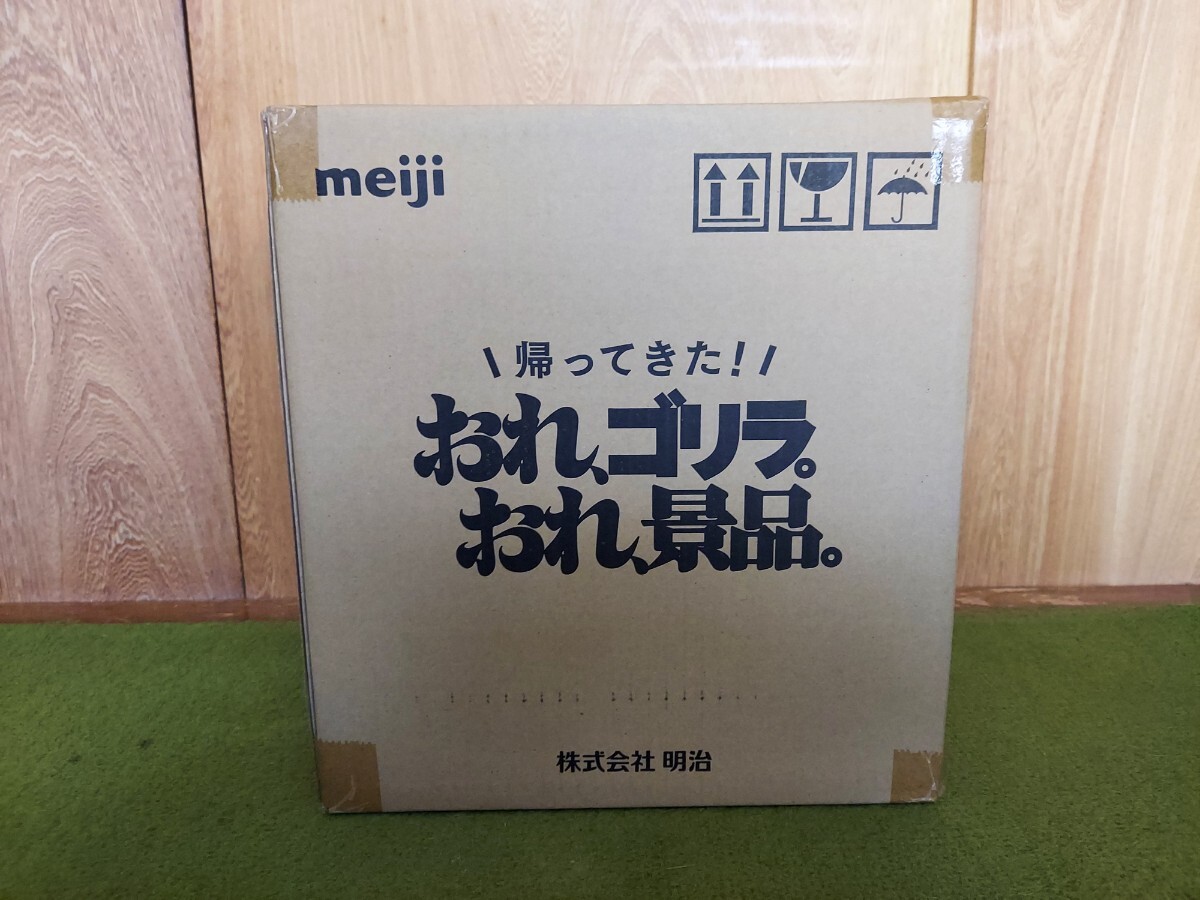 meiji
\ 帰ってきた! /
おれ、ゴリラ。
おれ、景品。
株式会社 明治